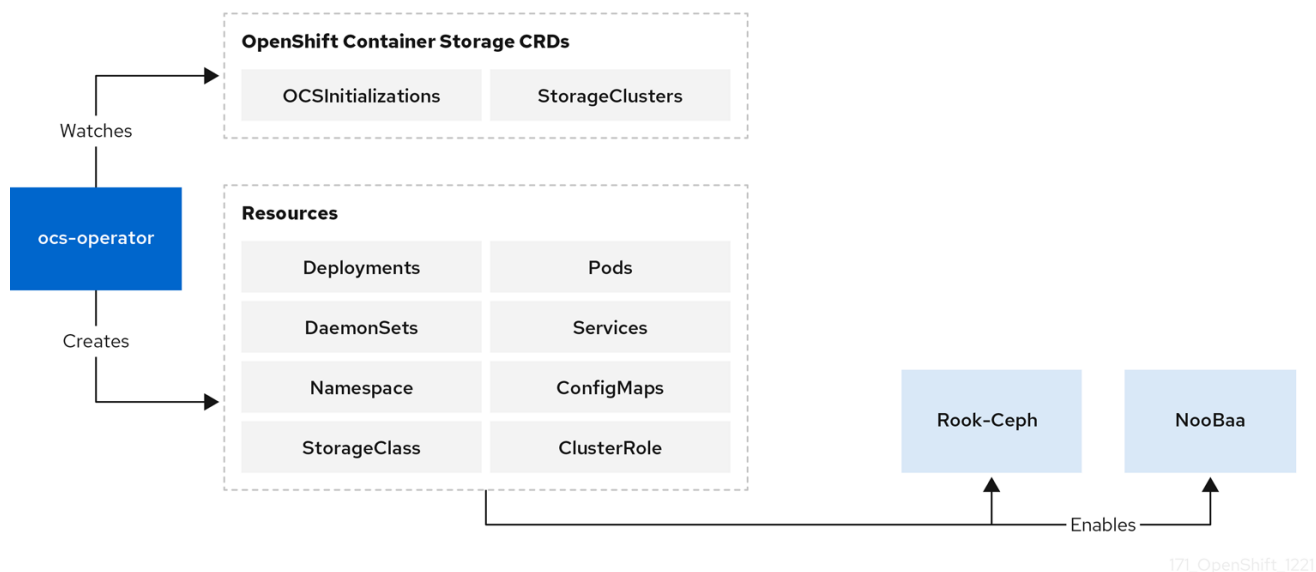 OpenShift Container Storage CRDs
OCSInitializations StorageClusters
Watches
ocs-operator
Creates
Resources
Deployments Pods
DaemonSets Services
Namespace ConfigMaps
StorageClass ClusterRole
Rook-Ceph NooBaa
Enables
171_OpenShift_1221